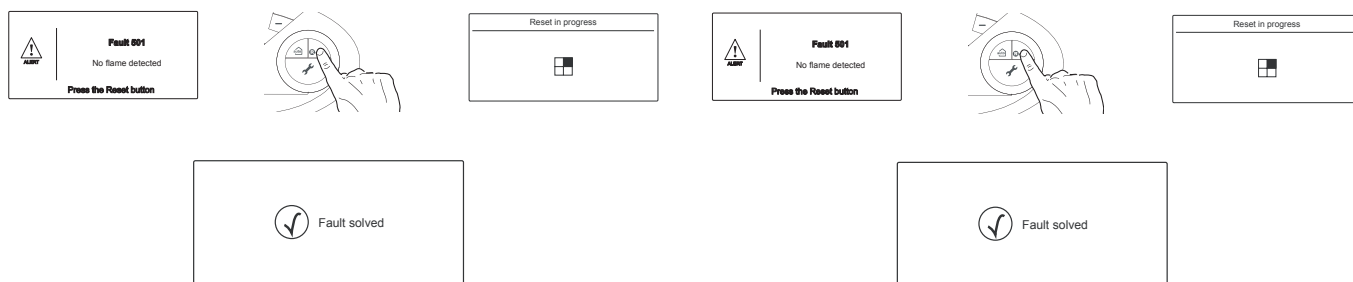 ALERT
Fault 501
No flame detected
Press the Reset button
Reset in progress
Fault solved
ALERT
Fault 501
No flame detected
Press the Reset button
Reset in progress
Fault solved